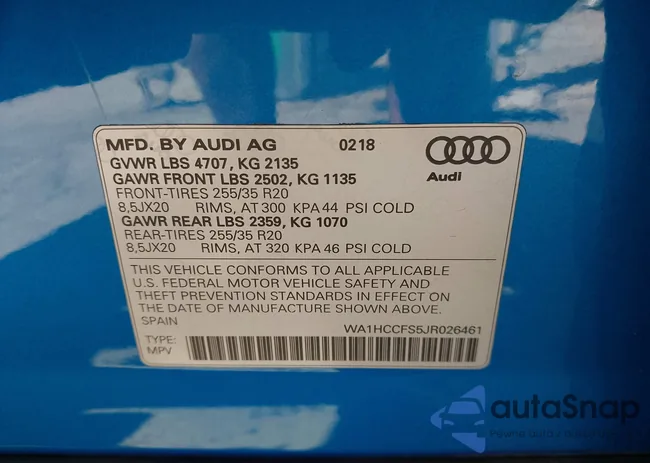 MFD. BY AUDI AG 0218
GVWR LBS 4707, KG 2135
GAWR FRONT LBS 2502, KG 1135
Audi
FRONT-TIRES 255/35 R20
8,5JX20 RIMS, AT 300 KPA 44 PSI COLD
GAWR REAR LBS 2359, KG 1070
REAR-TIRES 255/35 R20
8,5JX20 RIMS, AT 320 KPA 46 PSI COLD
THIS VEHICLE CONFORMS TO ALL APPLICABLE
U.S. FEDERAL MOTOR VEHICLE SAFETY AND
THEFT PREVENTION STANDARDS IN EFFECT ON
THE DATE OF MANUFACTURE SHOWN ABOVE.
SPAIN WA1HCCFS5JR026461
TYPE:
MPV
autaSnap